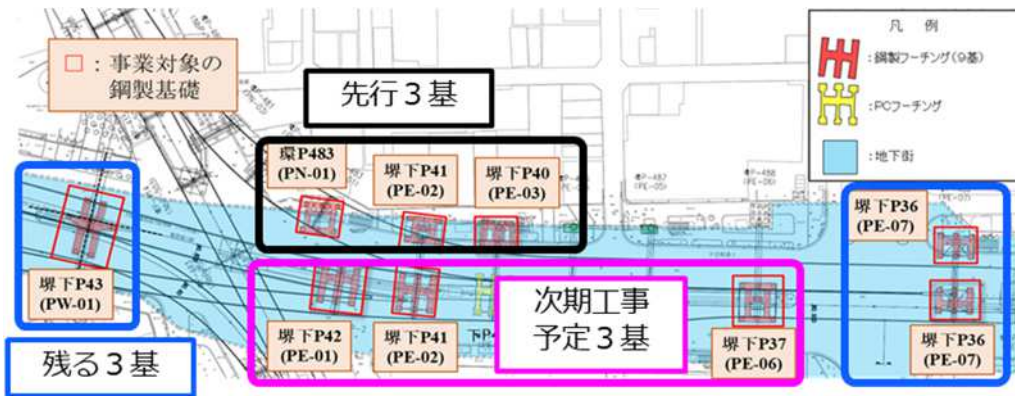 □：事業対象の
鋼製基礎
先行３基
凡　例
：鋼製フーチング(9基)
：PCフーチング
：地下街
環P483
(PN-01)
堺下P41
(PE-02)
堺下P40
(PE-03)
堺下P43
(PW-01)
残る３基
堺下P42
(PE-01)
堺下P41
(PE-02)
次期工事
予定３基
堺下P37
(PE-06)
堺下P36
(PE-07)
堺下P36
(PE-07)